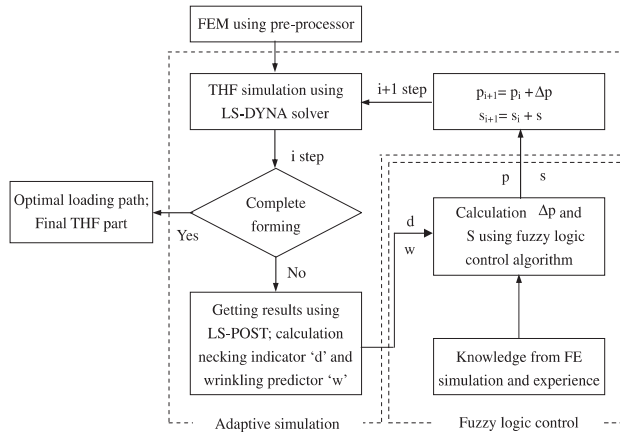 FEM using pre-processor
THF simulation using
LS-DYNA solver
i+1 step
pi+1= pi + Δp
si+1= si + s
i step
p
s
Optimal loading path;
Final THF part
Complete
forming
Yes
No
d
w
Calculation Δp and
S using fuzzy logic
control algorithm
Getting results using
LS-POST; calculation
necking indicator ‘d’ and
wrinkling predictor ‘w’
Knowledge from FE
simulation and experience
Adaptive simulation
Fuzzy logic control